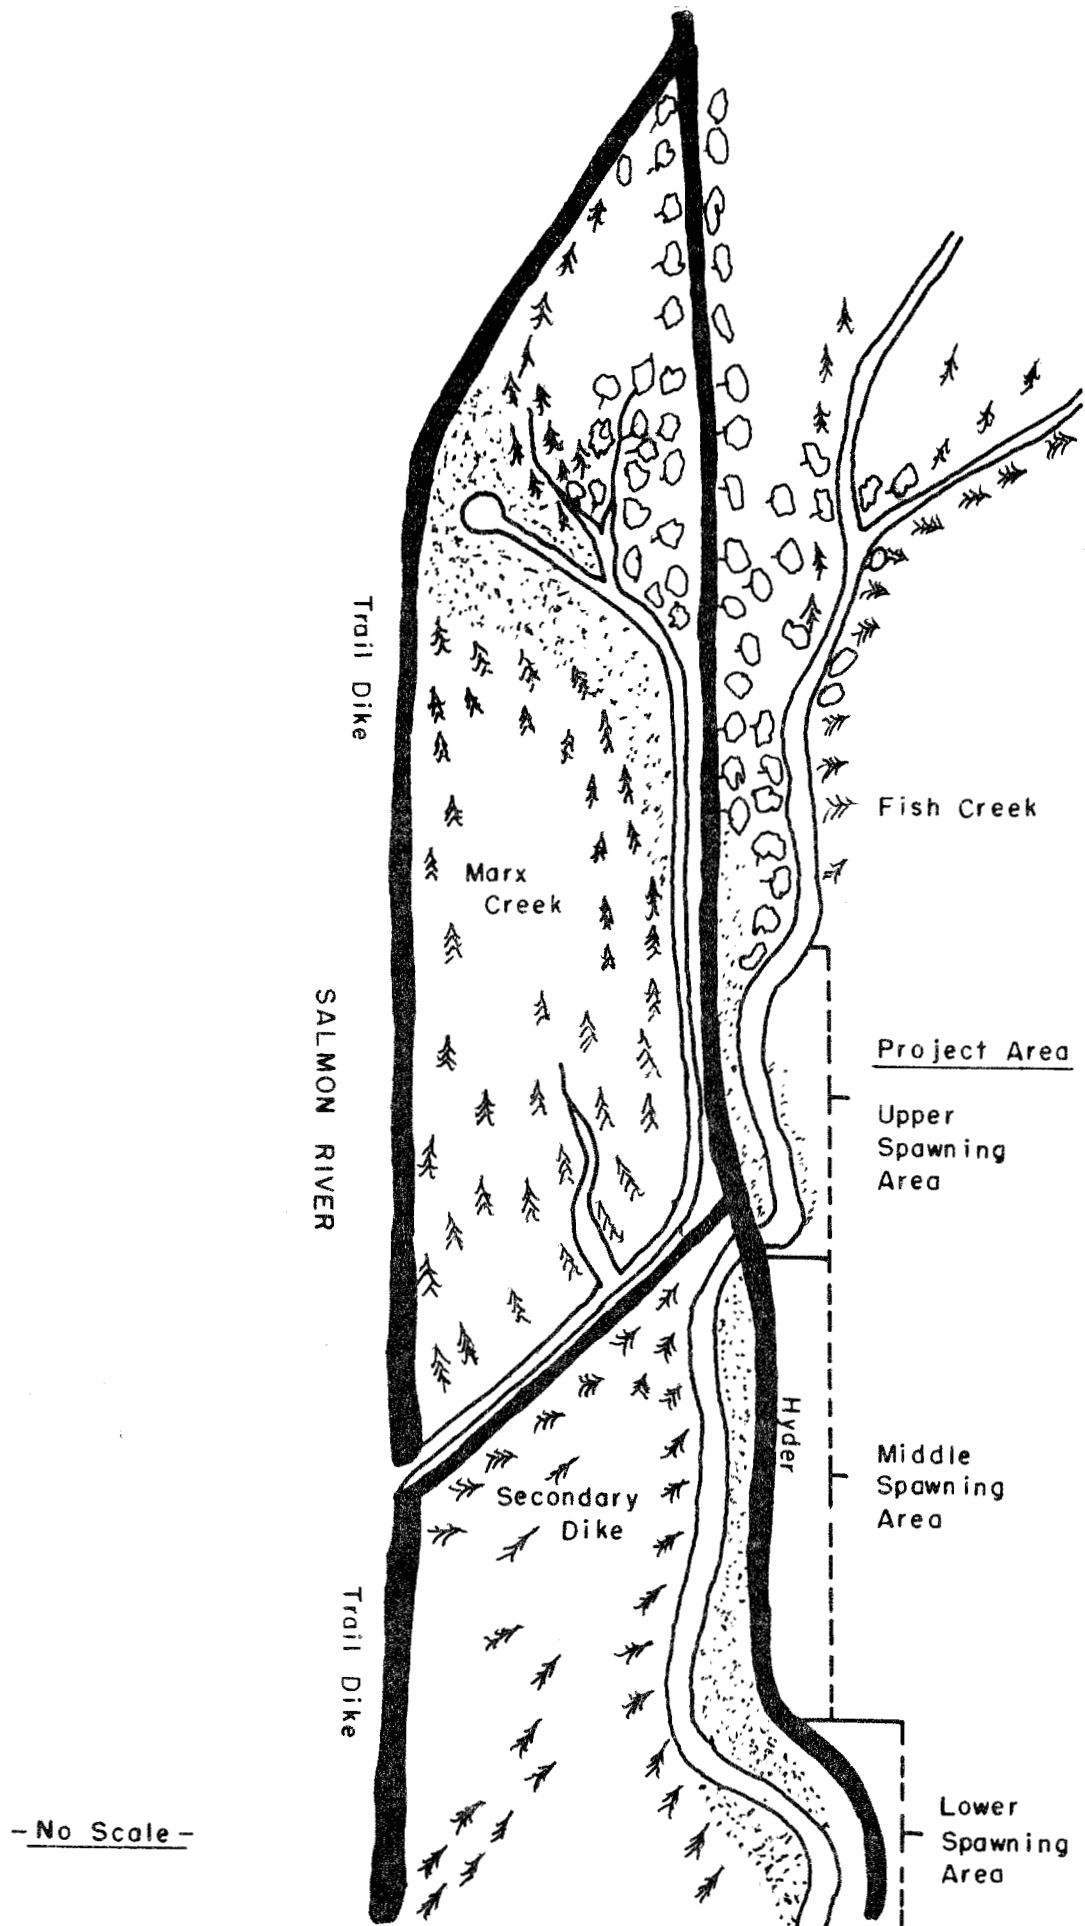 Trail Dike
Fish Creek
Marx
Creek
SALMON RIVER
Project Area
Upper
Spawning
Area
Hyder
Middle
Spawning
Area
Secondary
Dike
Trail Dike
- No Scale -
Lower
Spawning
Area